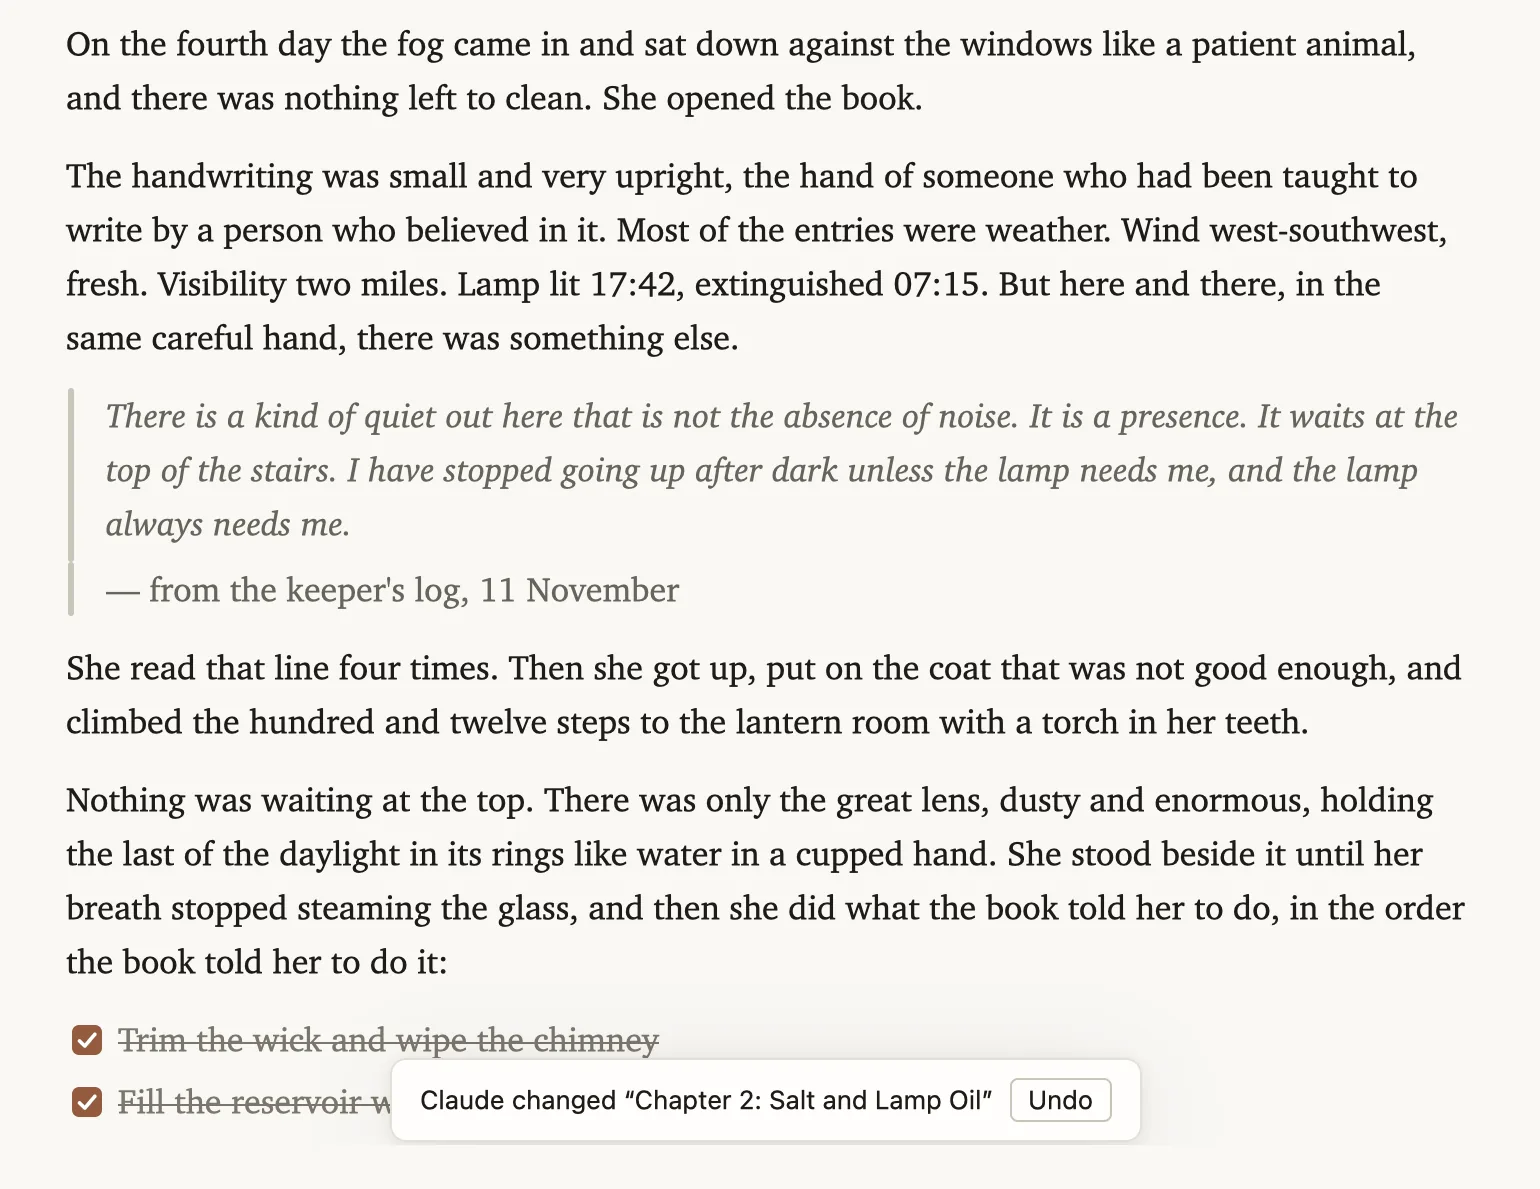 On the fourth day the fog came in and sat down against the windows like a patient animal,
and there was nothing left to clean. She opened the book.
The handwriting was small and very upright, the hand of someone who had been taught to
write by a person who believed in it. Most of the entries were weather. Wind west-southwest,
fresh. Visibility two miles. Lamp lit 17:42, extinguished 07:15. But here and there, in the
same careful hand, there was something else.
There is a kind of quiet out here that is not the absence of noise. It is a presence. It waits at the
top of the stairs. I have stopped going up after dark unless the lamp needs me, and the lamp
always needs me.
— from the keeper's log, 11 November
She read that line four times. Then she got up, put on the coat that was not good enough, and
climbed the hundred and twelve steps to the lantern room with a torch in her teeth.
Nothing was waiting at the top. There was only the great lens, dusty and enormous, holding
the last of the daylight in its rings like water in a cupped hand. She stood beside it until her
breath stopped steaming the glass, and then she did what the book told her to do, in the order
the book told her to do it:
Trim the wick and wipe the chimney
Fill the reservoir
Claude changed “Chapter 2: Salt and Lamp Oil”
Undo